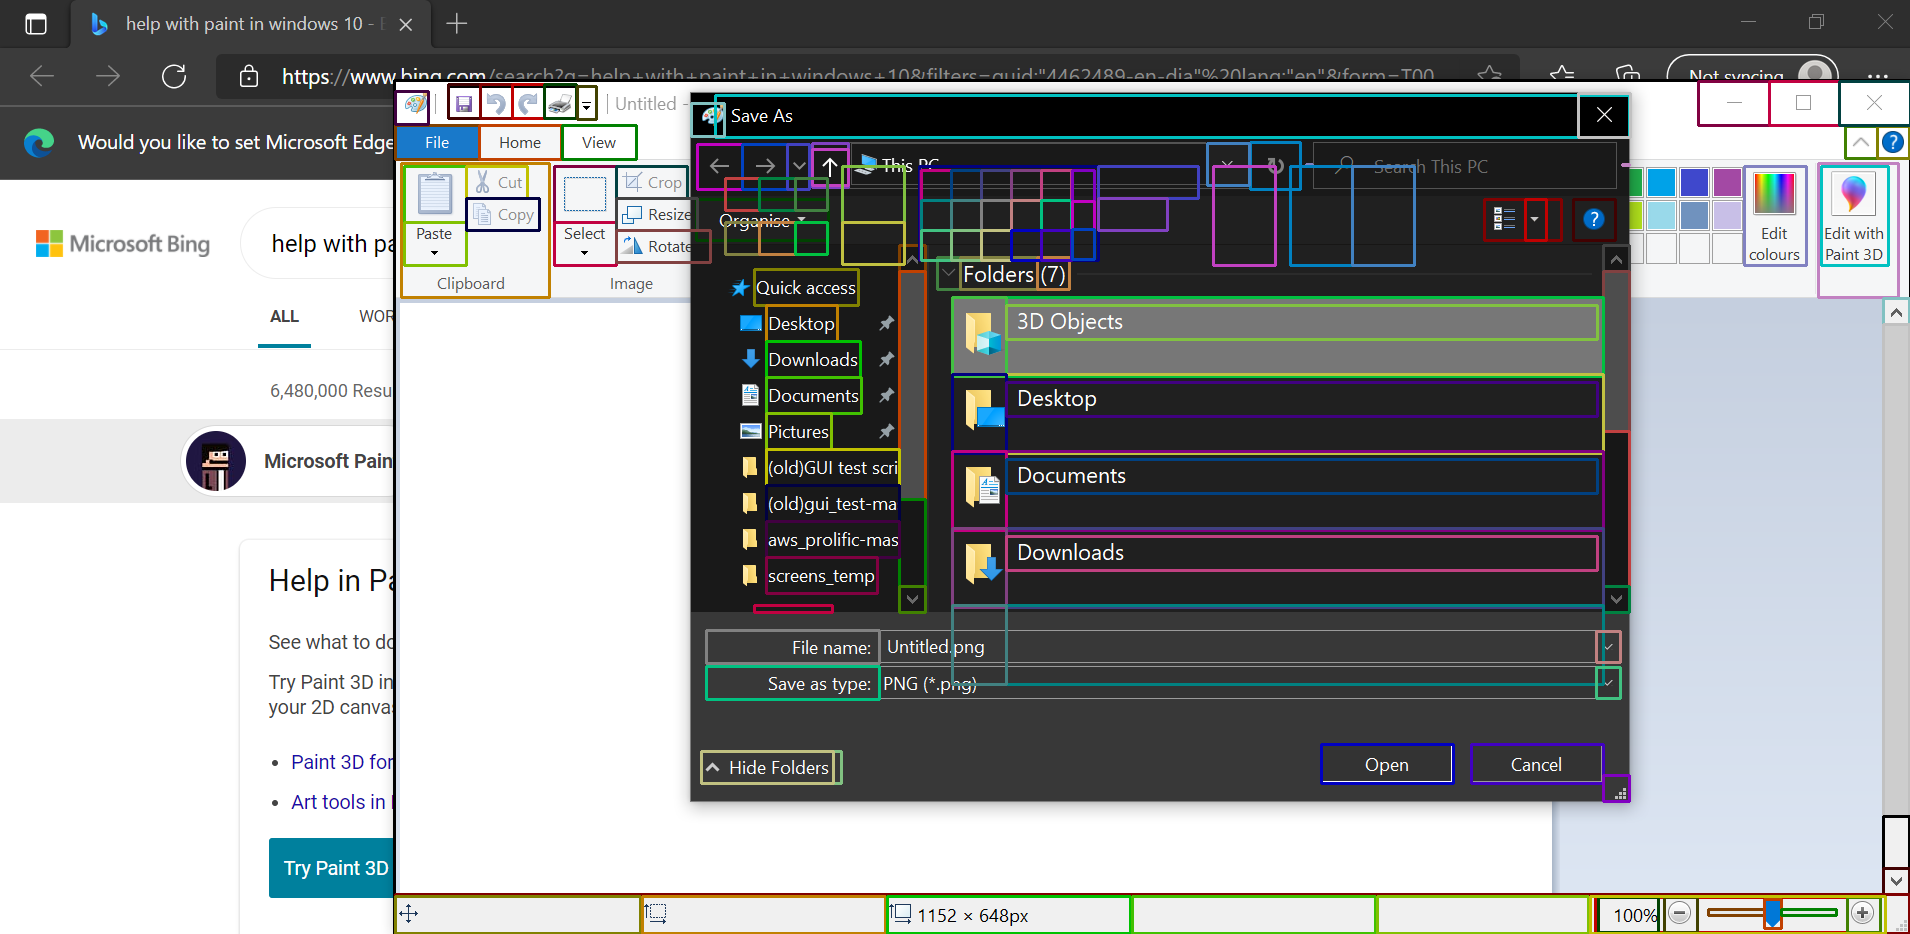 help with paint in windows 10 -
https://www.bing.com/search?q=help+with+paint+in+windows+10&filters=guid:"4462489-en-dia"%20lang:"en"&form=T00
Not syncing
Would you like to set Microsoft Edge
Untitled -
File
Home
View
Save As
This PC
Search This PC
Organise
Paste
Cut
Copy
Clipboard
Select
Crop
Resize
Rotate
Image
Edit
colours
Edit with
Paint 3D
Microsoft Bing
help with pa
ALL
WOR
6,480,000 Resu
Microsoft Pain
Help in Pa
See what to do
Try Paint 3D in
your 2D canvas
Paint 3D for
Art tools in
Try Paint 3D
Quick access
Desktop
Downloads
Documents
Pictures
(old)GUI test scri
(old)gui_test-ma
aws_prolific-mas
screens_temp
Folders (7)
3D Objects
Desktop
Documents
Downloads
File name:
Untitled.png
Save as type:
PNG (*.png)
Hide Folders
Open
Cancel
1152 × 648px
100%